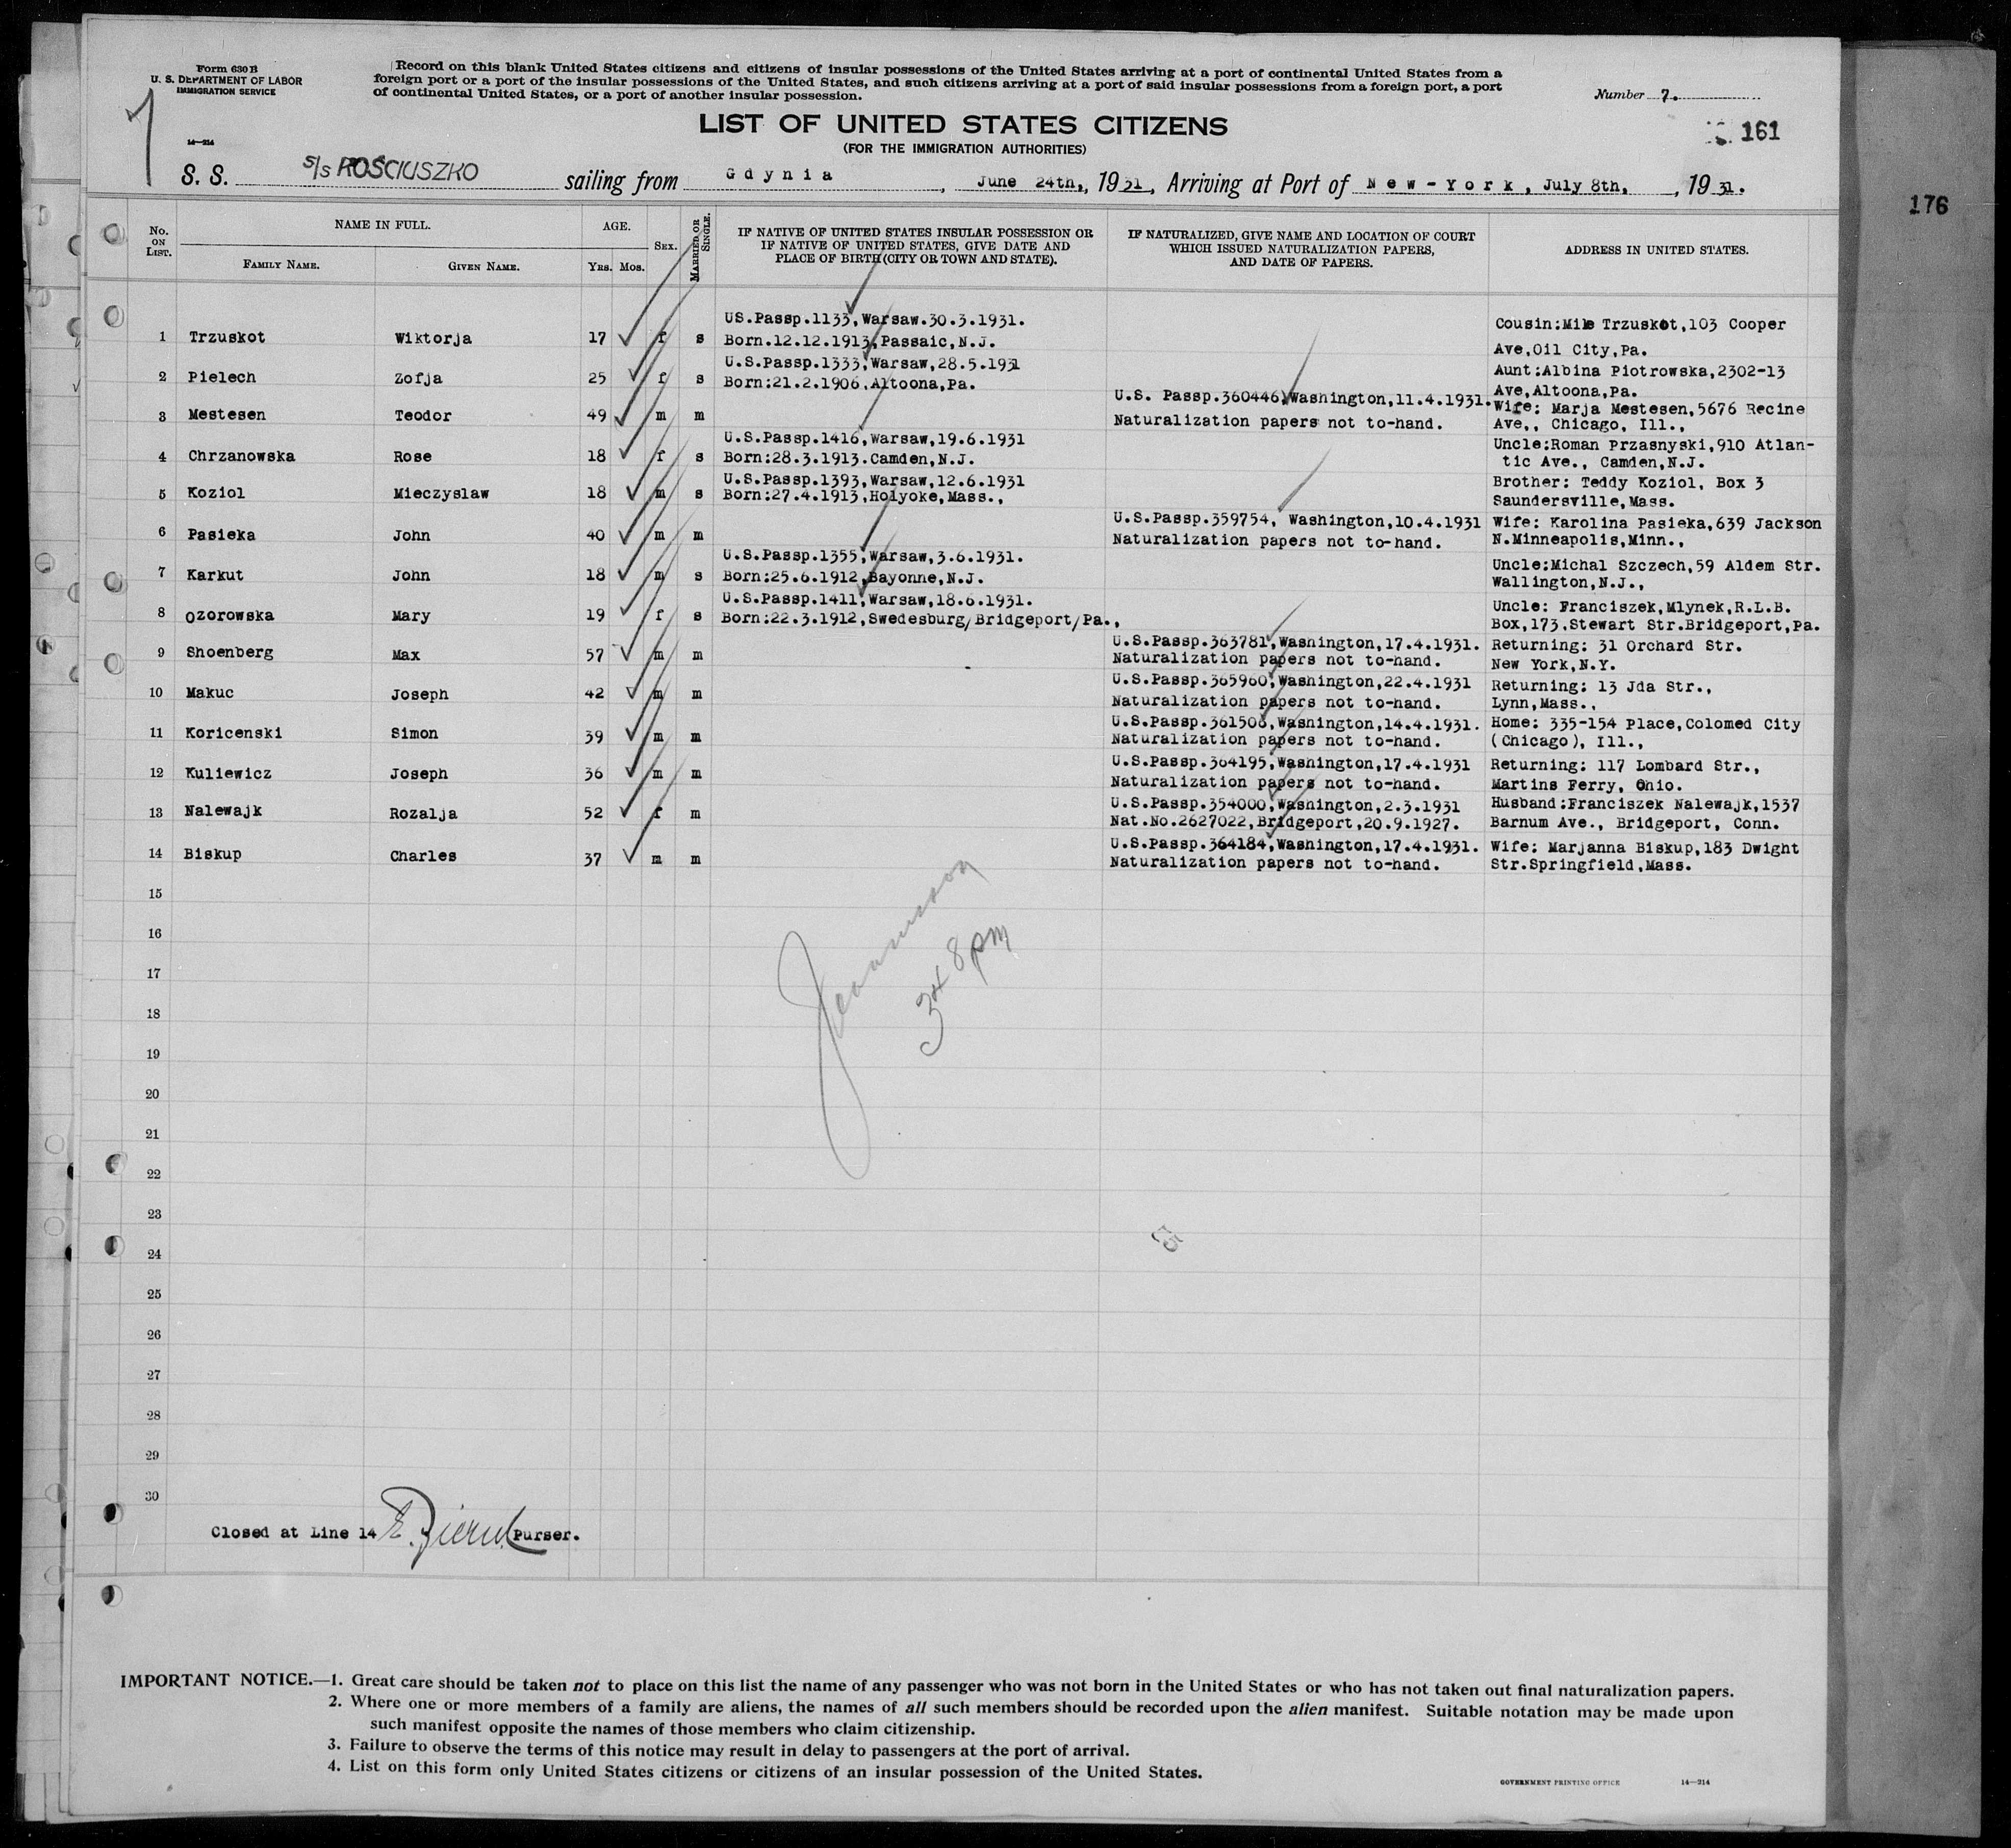 Form 630 B
U. S. DEPARTMENT OF LABOR
IMMIGRATION SERVICE
14—214
7
Record on this blank United States citizens and citizens of insular possessions of the United States arriving at a port of continental United States from a
foreign port or a port of the insular possessions of the United States, and such citizens arriving at a port of said insular possessions from a foreign port, a port
of continental United States, or a port of another insular possession.
Number 7.
161
176
LIST OF UNITED STATES CITIZENS
(FOR THE IMMIGRATION AUTHORITIES)
S. S. S/S KOŚCIUSZKO sailing from Gdynia, June 24th,, 1931, Arriving at Port of New-York, July 8th, , 1931.
No. ON LIST. NAME IN FULL. FAMILY NAME. GIVEN NAME. AGE. YRS. MOS. SEX. MARRIED OR SINGLE. IF NATIVE OF UNITED STATES INSULAR POSSESSION OR IF NATIVE OF UNITED STATES, GIVE DATE AND PLACE OF BIRTH (CITY OR TOWN AND STATE). IF NATURALIZED, GIVE NAME AND LOCATION OF COURT WHICH ISSUED NATURALIZATION PAPERS, AND DATE OF PAPERS. ADDRESS IN UNITED STATES.
1 Trzuskot Wiktorja 17 f s US.Passp.1133,Warsaw.30.3.1931. Cousin:Mile Trzuskot,103 Cooper
Born.12.12.1913,Passaic,N.J. Ave,Oil City,Pa.
2 Pielech Zofja 25 f s U.S.Passp.1333,Warsaw,28.5.1931 Aunt:Albina Piotrowska,2302-13
Born:21.2.1906,Altoona,Pa. Ave,Altoona,Pa.
3 Mestesen Teodor 49 m m U.S. Passp.360446,Washington,11.4.1931. Wife: Marja Mestesen,5676 Recine
Naturalization papers not to-hand. Ave,, Chicago, Ill.,
4 Chrzanowska Rose 18 f s U.S.Passp.1416,Warsaw,19.6.1931 Uncle:Roman Przasnyski,910 Atlan-
Born:28.3.1913.Camden,N.J. tic Ave., Camden,N.J.
5 Koziol Mieczyslaw 18 m s U.S.Passp.1393,Warsaw,12.6.1931 Brother: Teddy Koziol, Box 3
Born:27.4.1913,Holyoke,Mass., Saundersville,Mass.
6 Pasieka John 40 m m U.S.Passp.359754, Washington,10.4.1931 Wife: Karolina Pasieka,639 Jackson
Naturalization papers not to-hand. N.Minneapolis,Minn.,
7 Karkut John 18 m s U.S.Passp.1355,Warsaw,3.6.1931. Uncle:Michal Szczech,59 Aldem Str.
Born:25.6.1912,Bayonne,N.J. Wallington,N.J.,
8 Ozorowska Mary 19 f s U.S.Passp.1411,Warsaw,18.6.1931. Uncle: Franciszek,Mlynek,R.L.B.
Born:22.3.1912,Swedesburg/Bridgeport/Pa., Box,173.Stewart Str.Bridgeport,Pa.
9 Shoenberg Max 57 m m U.S.Passp.363781,Washington,17.4.1931. Returning: 31 Orchard Str.
Naturalization papers not to-hand. New York,N.Y.
10 Makuc Joseph 42 m m U.S.Passp.365960,Washington,22.4.1931 Returning: 13 Jda Str.,
Naturalization papers not to-hand. Lynn,Mass.,
11 Koricenski Simon 39 m m U.S.Passp.361506,Washington,14.4.1931. Home: 335-154 Place,Colomed City
Naturalization papers not to-hand. (Chicago), Ill.,
12 Kuliewicz Joseph 36 m m U.S.Passp.364195,Washington,17.4.1931 Returning: 117 Lombard Str.,
Naturalization papers not to-hand. Martins Ferry, Ohio.
13 Nalewajk Rozalja 52 f m U.S.Passp.354000,Washington,2.3.1931 Husband:Franciszek Nalewajk,1537
Nat.No.2627022,Bridgeport,20.9.1927. Barnum Ave., Bridgeport, Conn.
14 Biskup Charles 37 m m U.S.Passp.364184,Washington,17.4.1931. Wife: Marjanna Biskup,183 Dwight
Naturalization papers not to-hand. Str.Springfield,Mass.
15
16
17
18
19
20
21
22
23
24
25
26
27
28
29
30
8 pm
Closed at Line 14 Purser.
IMPORTANT NOTICE.—1. Great care should be taken not to place on this list the name of any passenger who was not born in the United States or who has not taken out final naturalization papers.
2. Where one or more members of a family are aliens, the names of all such members should be recorded upon the alien manifest. Suitable notation may be made upon
such manifest opposite the names of those members who claim citizenship.
3. Failure to observe the terms of this notice may result in delay to passengers at the port of arrival.
4. List on this form only United States citizens or citizens of an insular possession of the United States.
GOVERNMENT PRINTING OFFICE 14—214